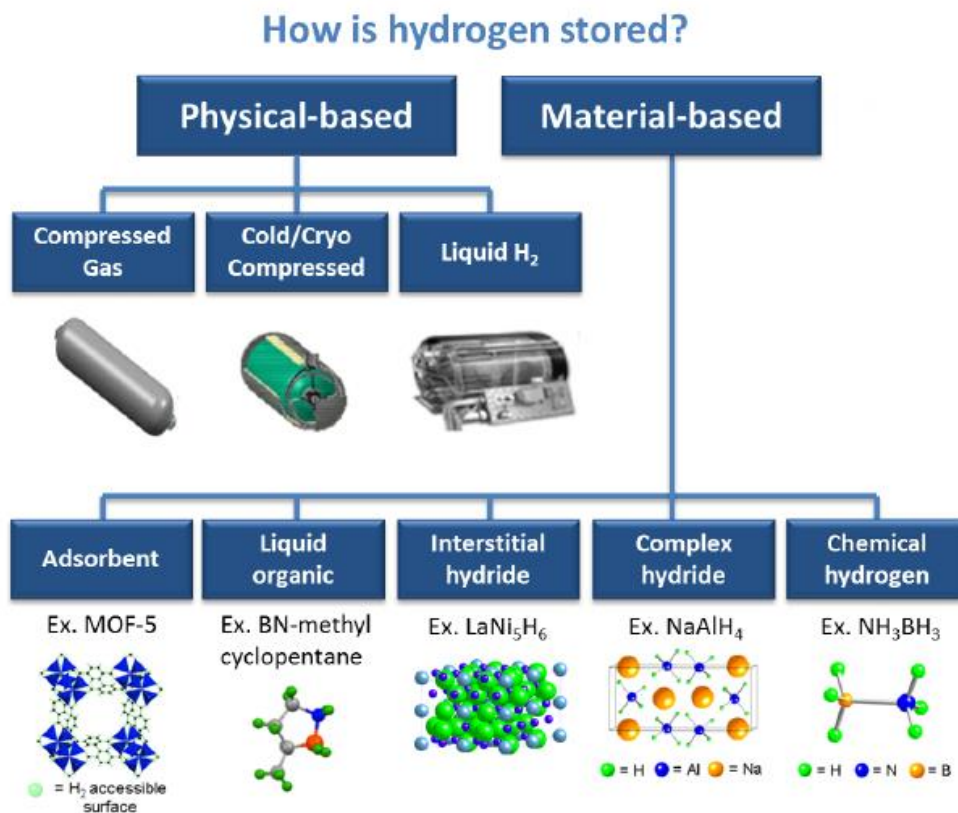 How is hydrogen stored?
Physical-based
Material-based
Compressed
Gas
Cold/Cryo
Compressed
Liquid H₂
Adsorbent
Liquid
organic
Interstitial
hydride
Complex
hydride
Chemical
hydrogen
Ex. MOF-5
Ex. BN-methyl
cyclopentane
Ex. LaNi₅H₆
Ex. NaAlH₄
Ex. NH₃BH₃
= H₂ accessible
surface
= H = Al = Na
= H = N = B